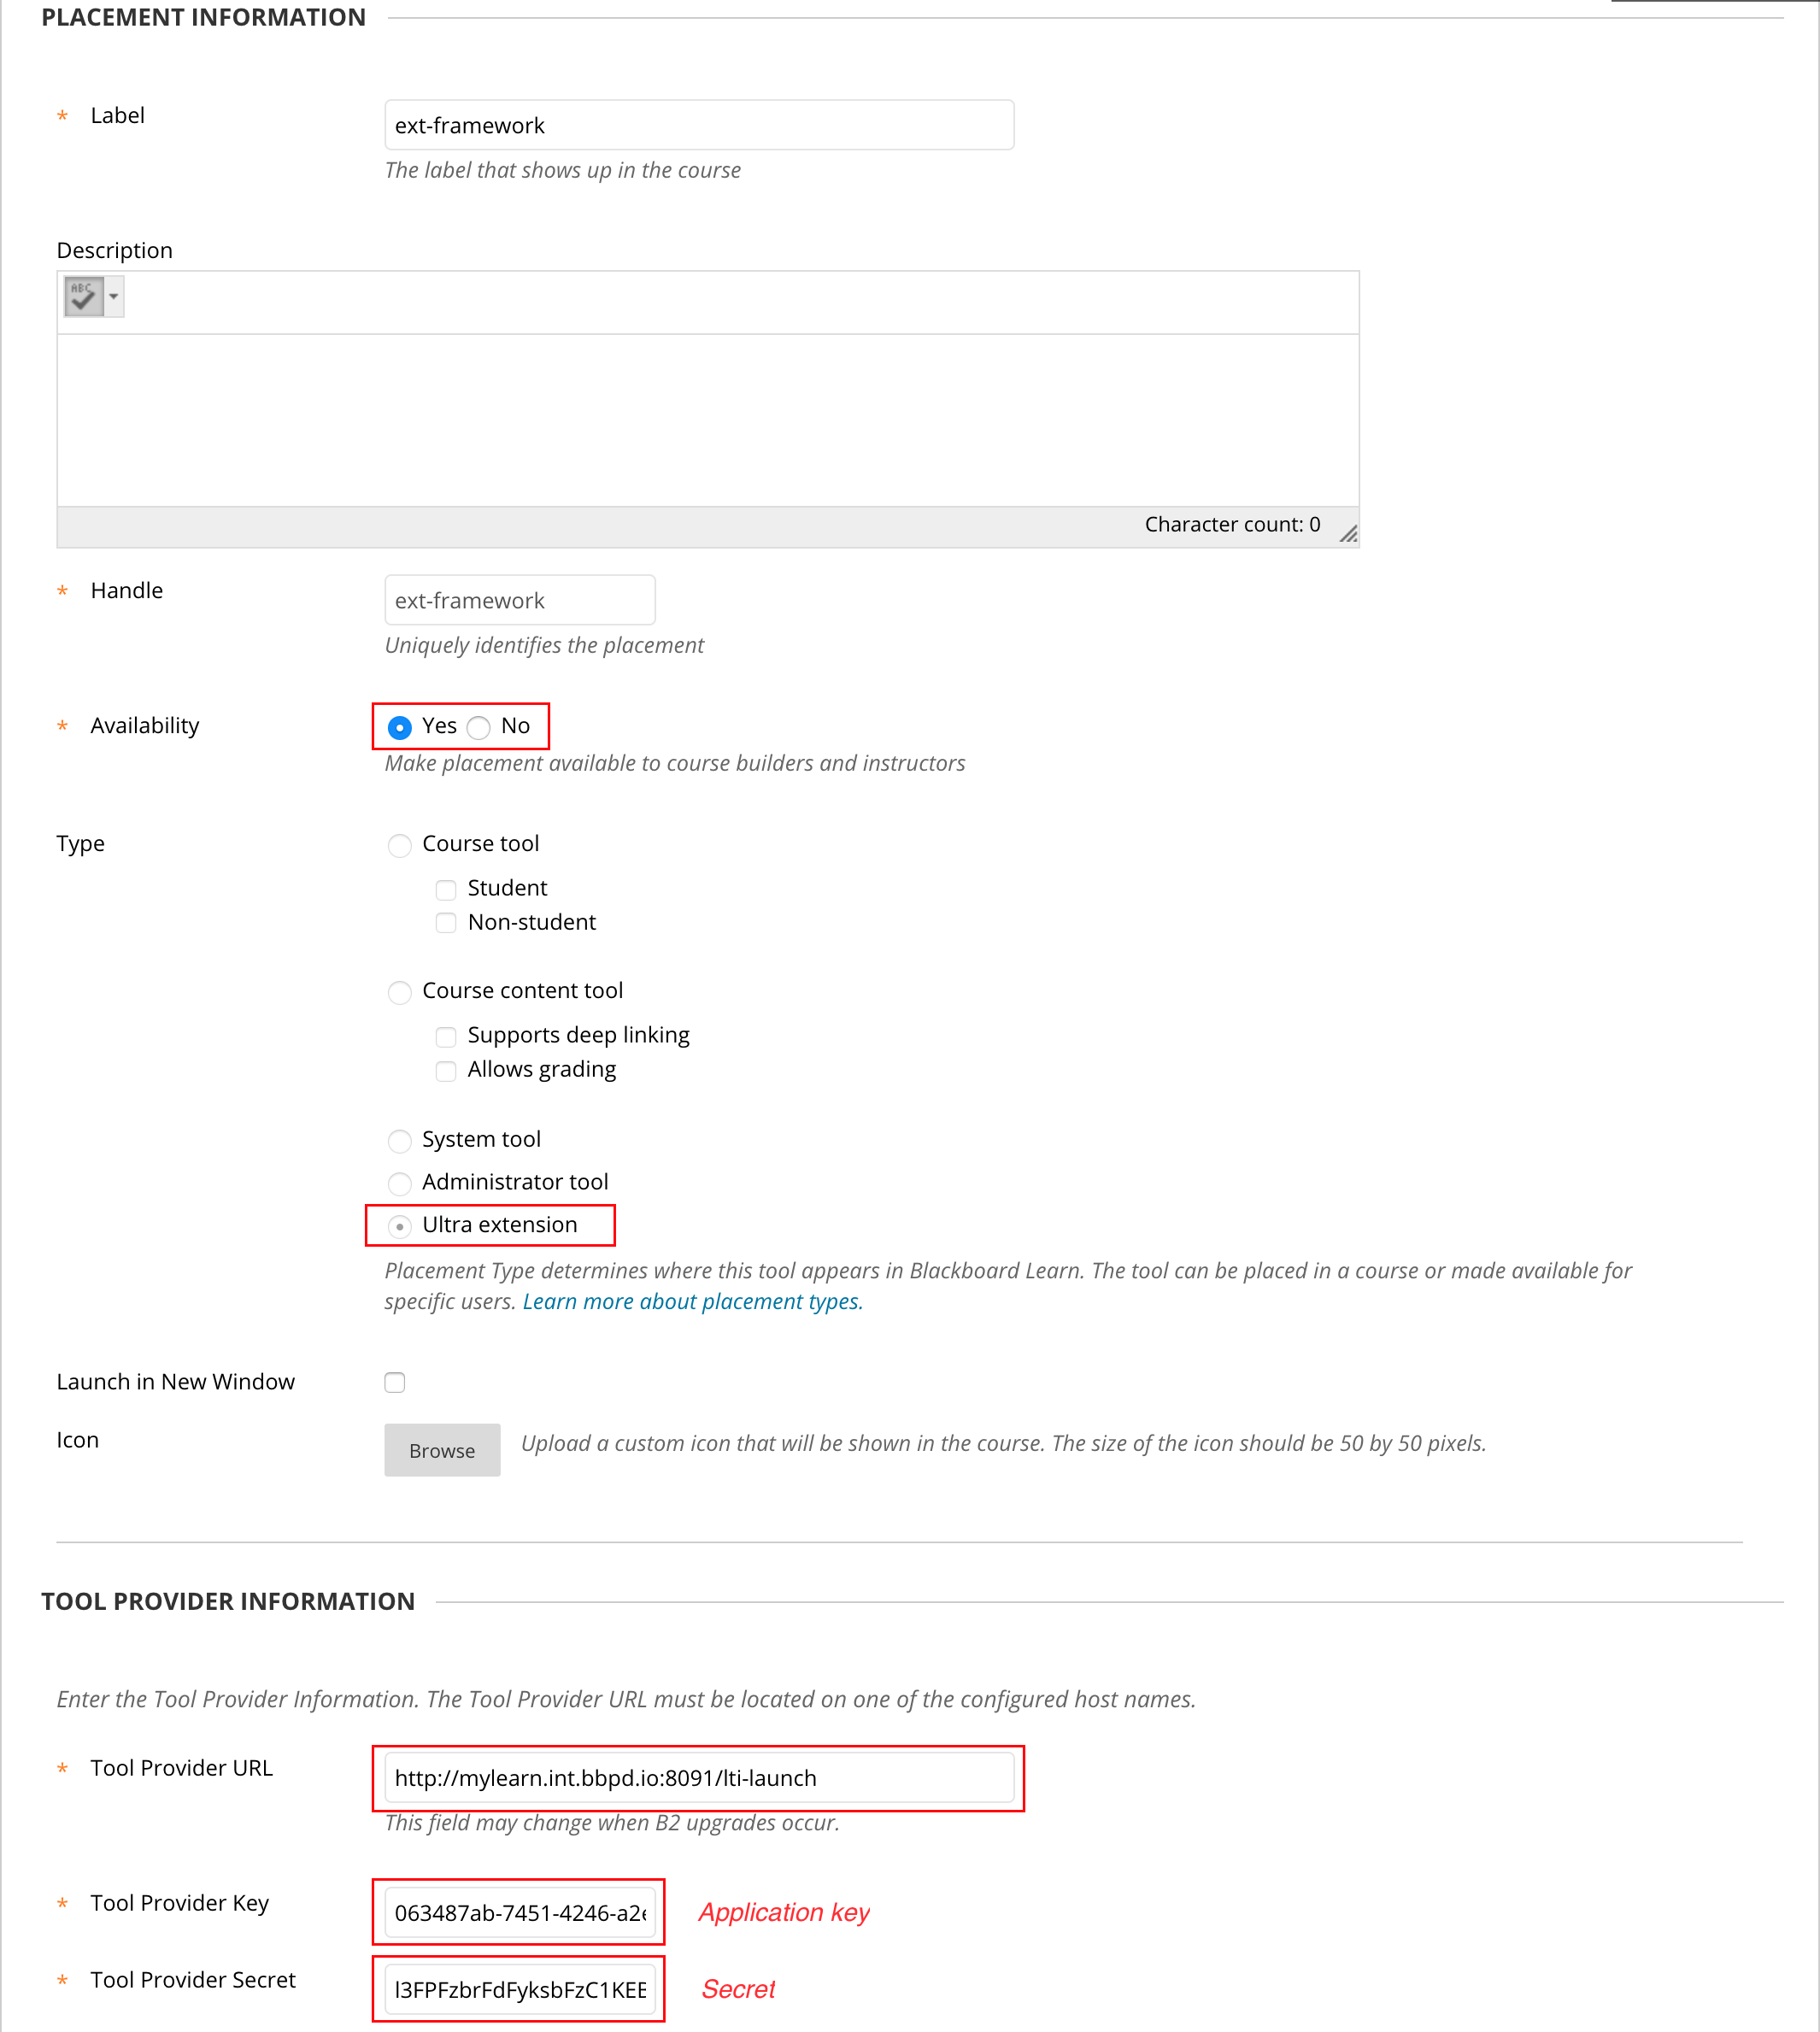 PLACEMENT INFORMATION
* Label
ext-framework
The label that shows up in the course
Description
ABC
Character count: 0
* Handle
ext-framework
Uniquely identifies the placement
* Availability
Yes No
Make placement available to course builders and instructors
Type
Course tool
Student
Non-student
Course content tool
Supports deep linking
Allows grading
System tool
Administrator tool
Ultra extension
Placement Type determines where this tool appears in Blackboard Learn. The tool can be placed in a course or made available for
specific users. Learn more about placement types.
Launch in New Window
Icon
Browse Upload a custom icon that will be shown in the course. The size of the icon should be 50 by 50 pixels.
TOOL PROVIDER INFORMATION
Enter the Tool Provider Information. The Tool Provider URL must be located on one of the configured host names.
* Tool Provider URL
http://mylearn.int.bbpd.io:8091/lti-launch
This field may change when B2 upgrades occur.
* Tool Provider Key
063487ab-7451-4246-a2e
Application key
* Tool Provider Secret
l3FPFzbrFdFyksbFzC1KEE
Secret